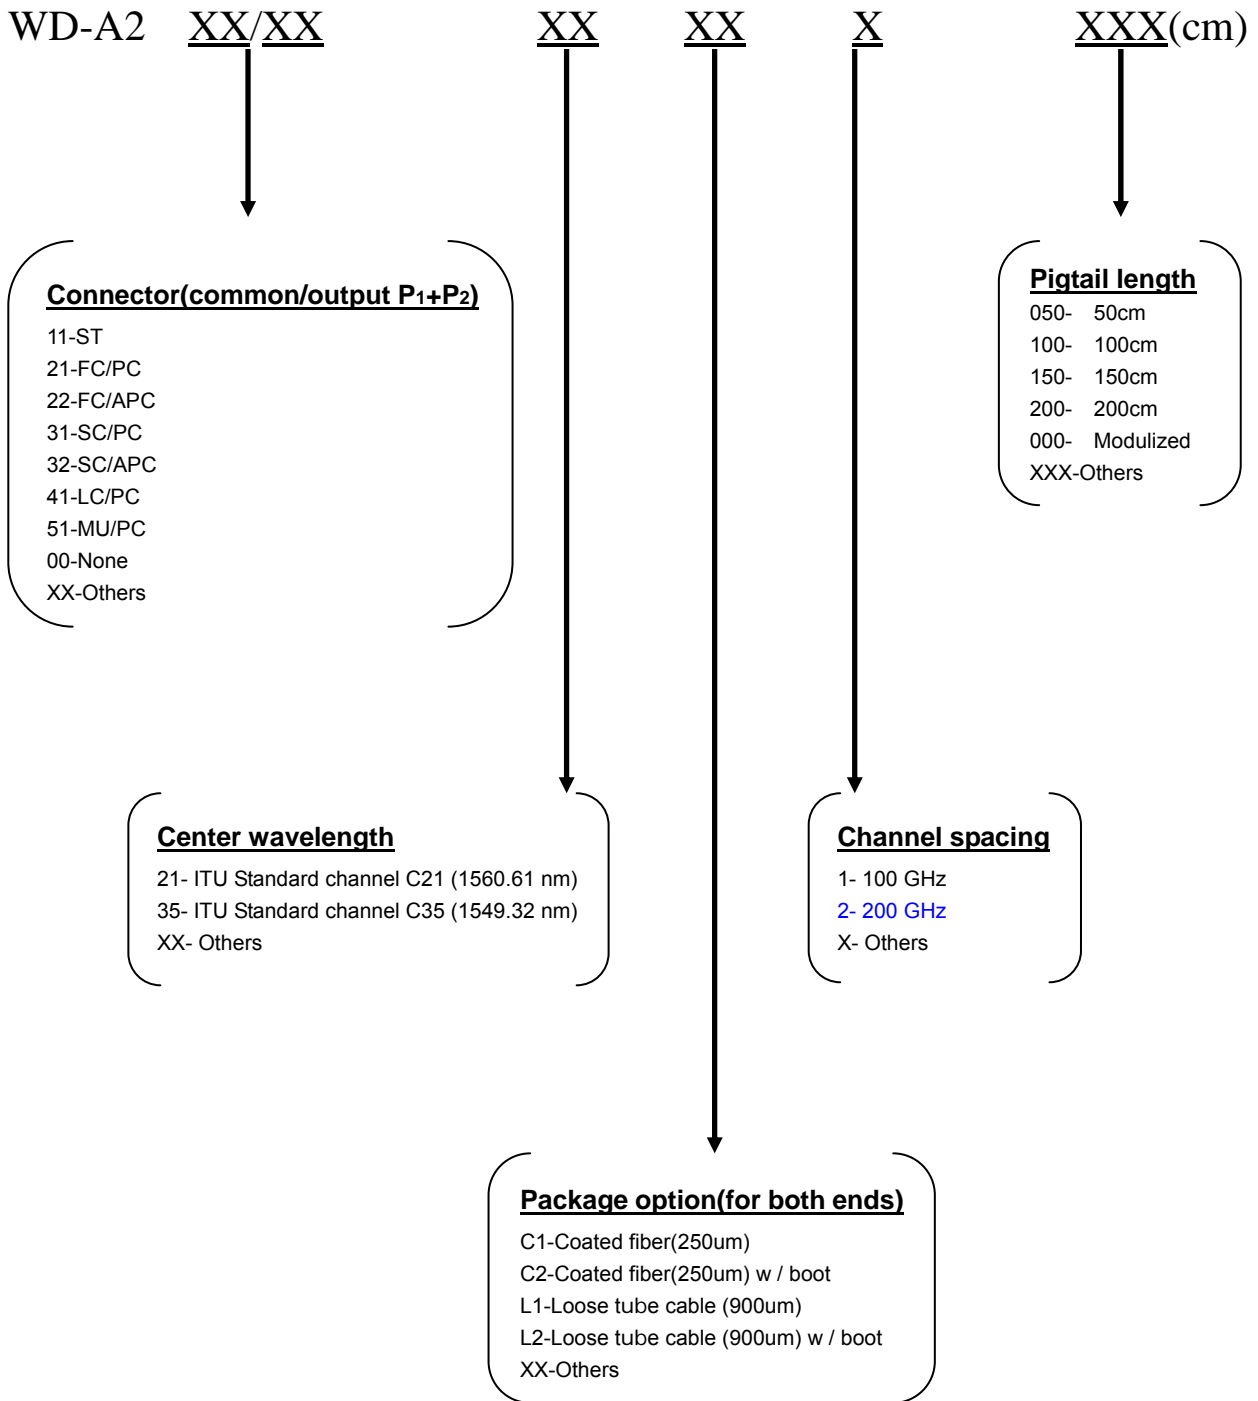 WD-A2 XX/XX XX XX X XXX(cm)
Connector(common/output P1+P2)
11-ST
21-FC/PC
22-FC/APC
31-SC/PC
32-SC/APC
41-LC/PC
51-MU/PC
00-None
XX-Others
Pigtail length
050- 50cm
100- 100cm
150- 150cm
200- 200cm
000- Modulized
XXX-Others
Center wavelength
21- ITU Standard channel C21 (1560.61 nm)
35- ITU Standard channel C35 (1549.32 nm)
XX- Others
Channel spacing
1- 100 GHz
2- 200 GHz
X- Others
Package option(for both ends)
C1-Coated fiber(250um)
C2-Coated fiber(250um) w / boot
L1-Loose tube cable (900um)
L2-Loose tube cable (900um) w / boot
XX-Others